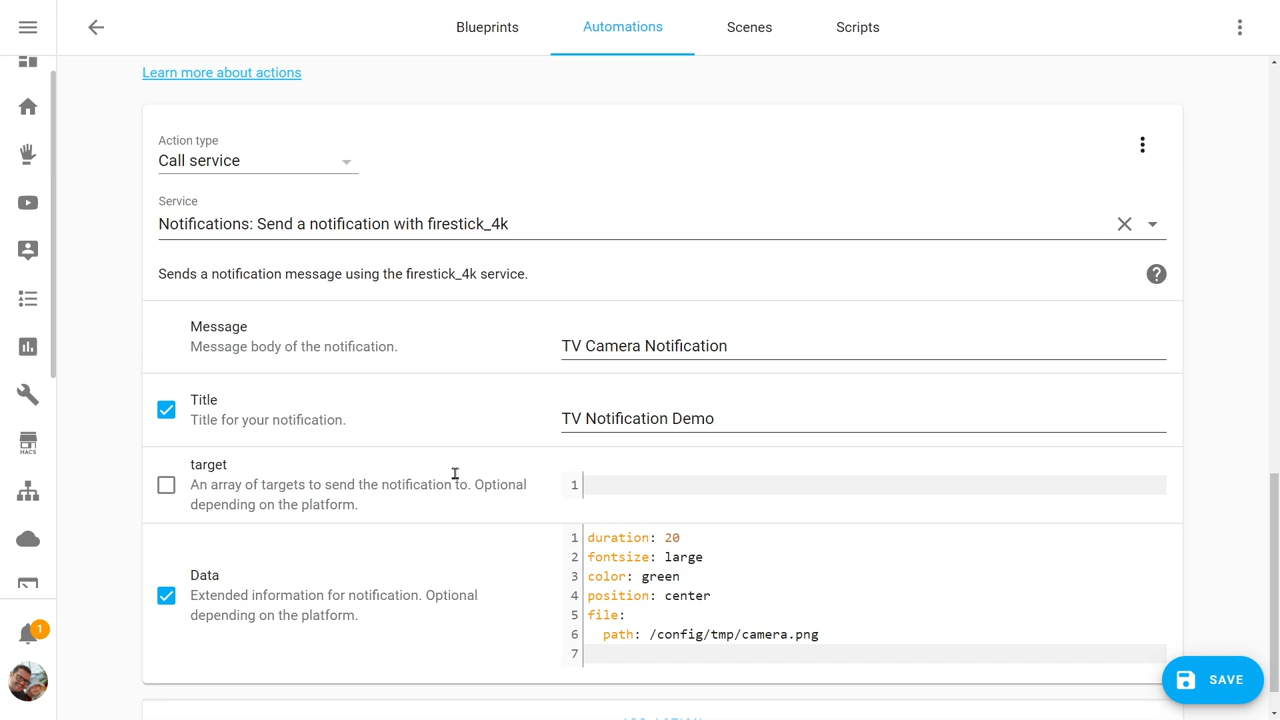 Blueprints
Automations
Scenes
Scripts
Learn more about actions
Action type
Call service
Service
Notifications: Send a notification with firestick_4k
Sends a notification message using the firestick_4k service.
Message
Message body of the notification.
TV Camera Notification
Title
Title for your notification.
TV Notification Demo
target
An array of targets to send the notification to. Optional
depending on the platform.
1
Data
Extended information for notification. Optional
depending on the platform.
1 duration: 20
2 fontsize: large
3 color: green
4 position: center
5 file:
6 path: /config/tmp/camera.png
7
HACS
1
SAVE